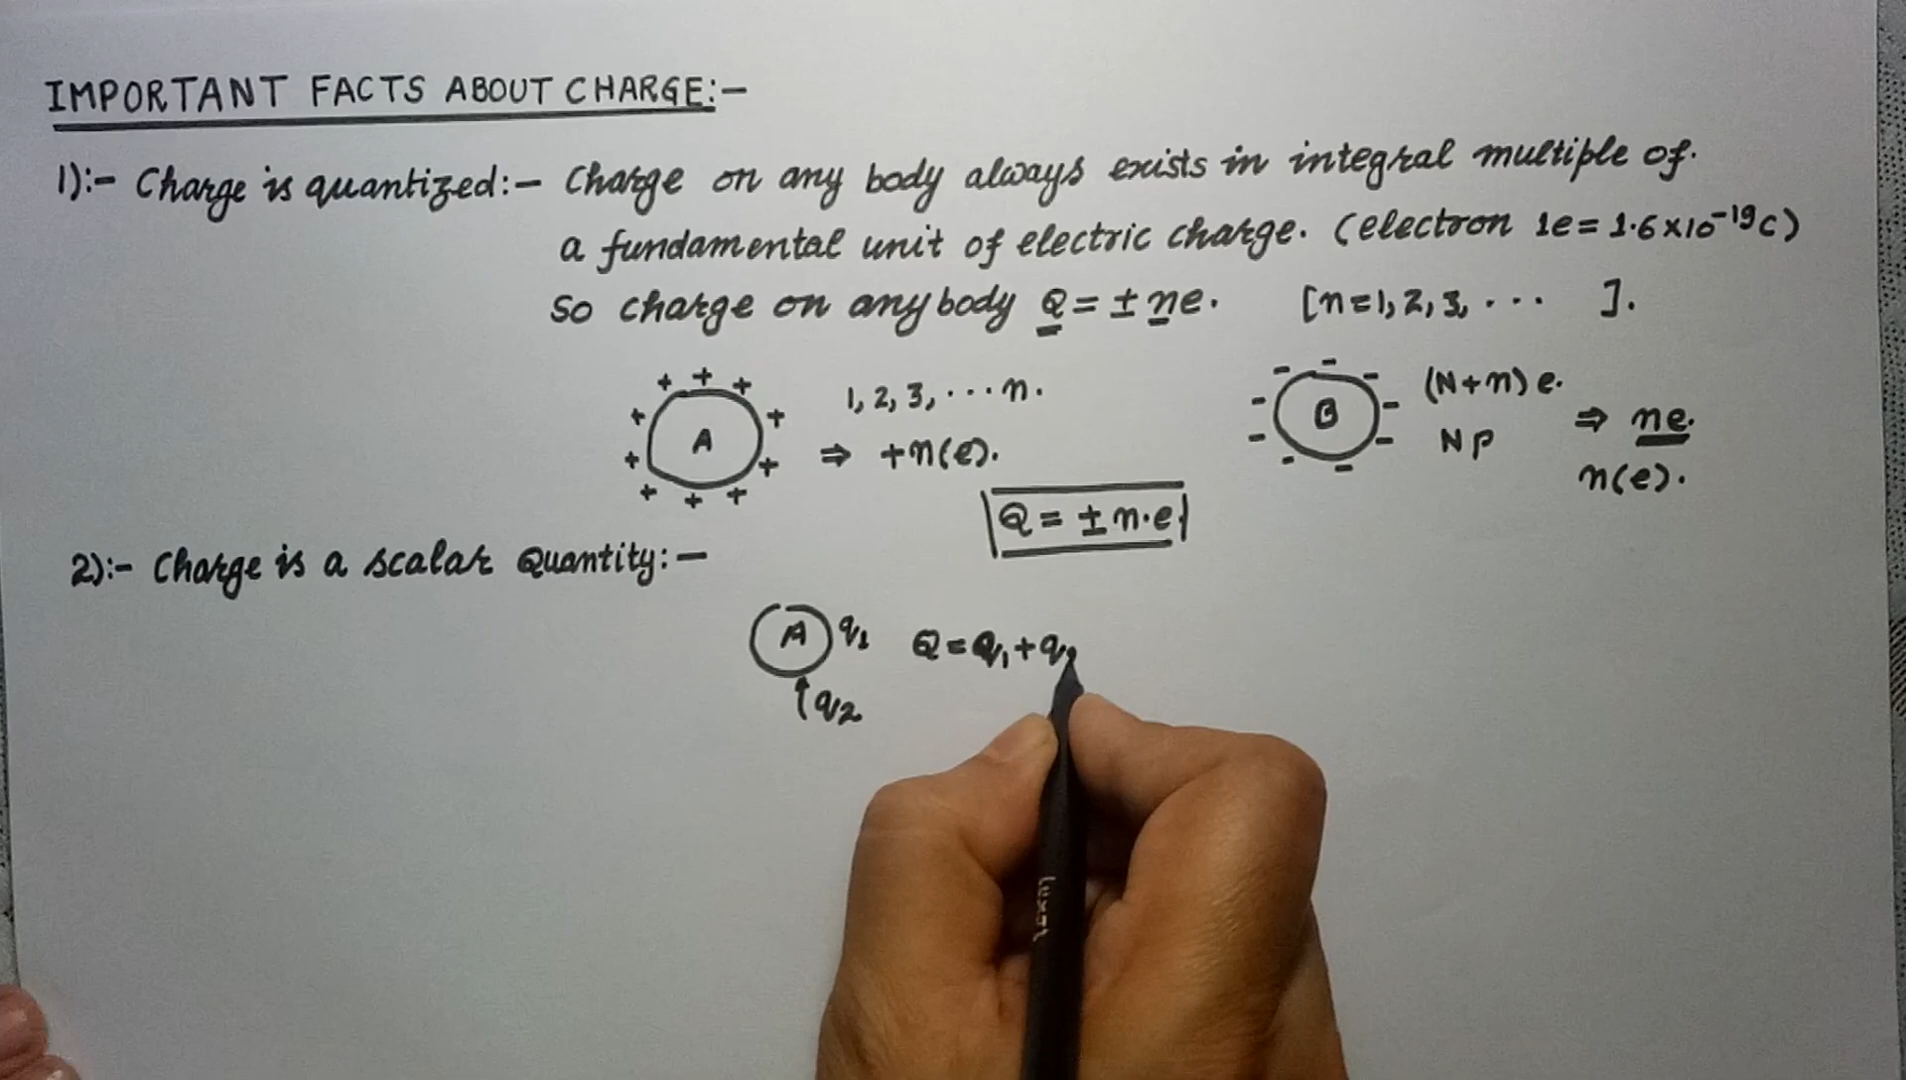 IMPORTANT FACTS ABOUT CHARGE:-
1):- Charge is quantized:- Charge on any body always exists in integral multiple of.
a fundamental unit of electric charge. (electron 1e = 1.6×10⁻¹⁹C)
so charge on any body Q = ± ne. [n=1, 2, 3, ... ].
+ + + + + + + + + + +
A
1, 2, 3, ... n.
⇒ +n(e).
- - - - - - - - -
B
(N+n) e.
N p
⇒ ne.
n(e).
Q = ± n·e
2):- Charge is a scalar Quantity:-
A q1 Q = q1 + q2
↑ q2
luxor